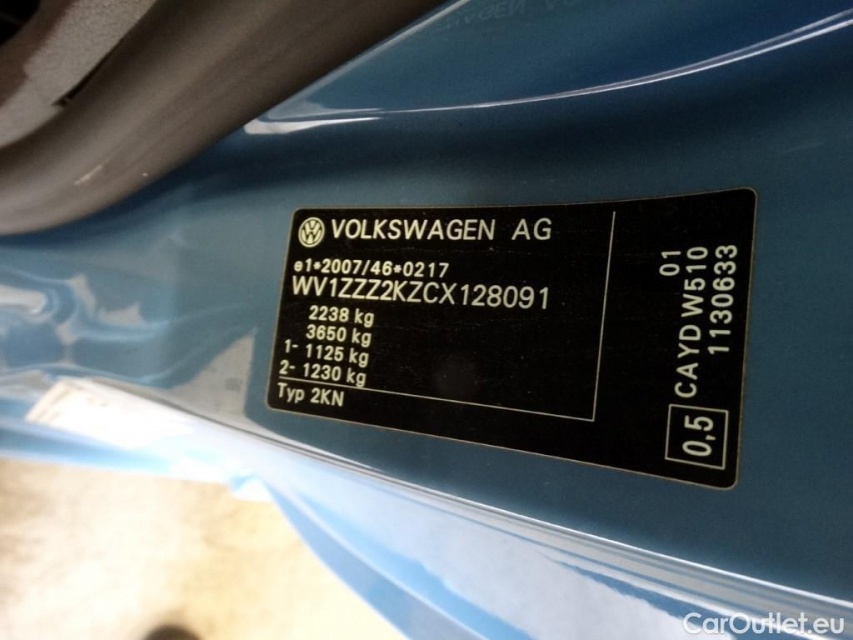 VOLKSWAGEN AG
e1*2007/46*0217
WV1ZZZ2KZCX128091
2238 kg
3650 kg
1- 1125 kg
2- 1230 kg
Typ 2KN
01
CAYD W510
1130633
0,5
CarOutlet.eu